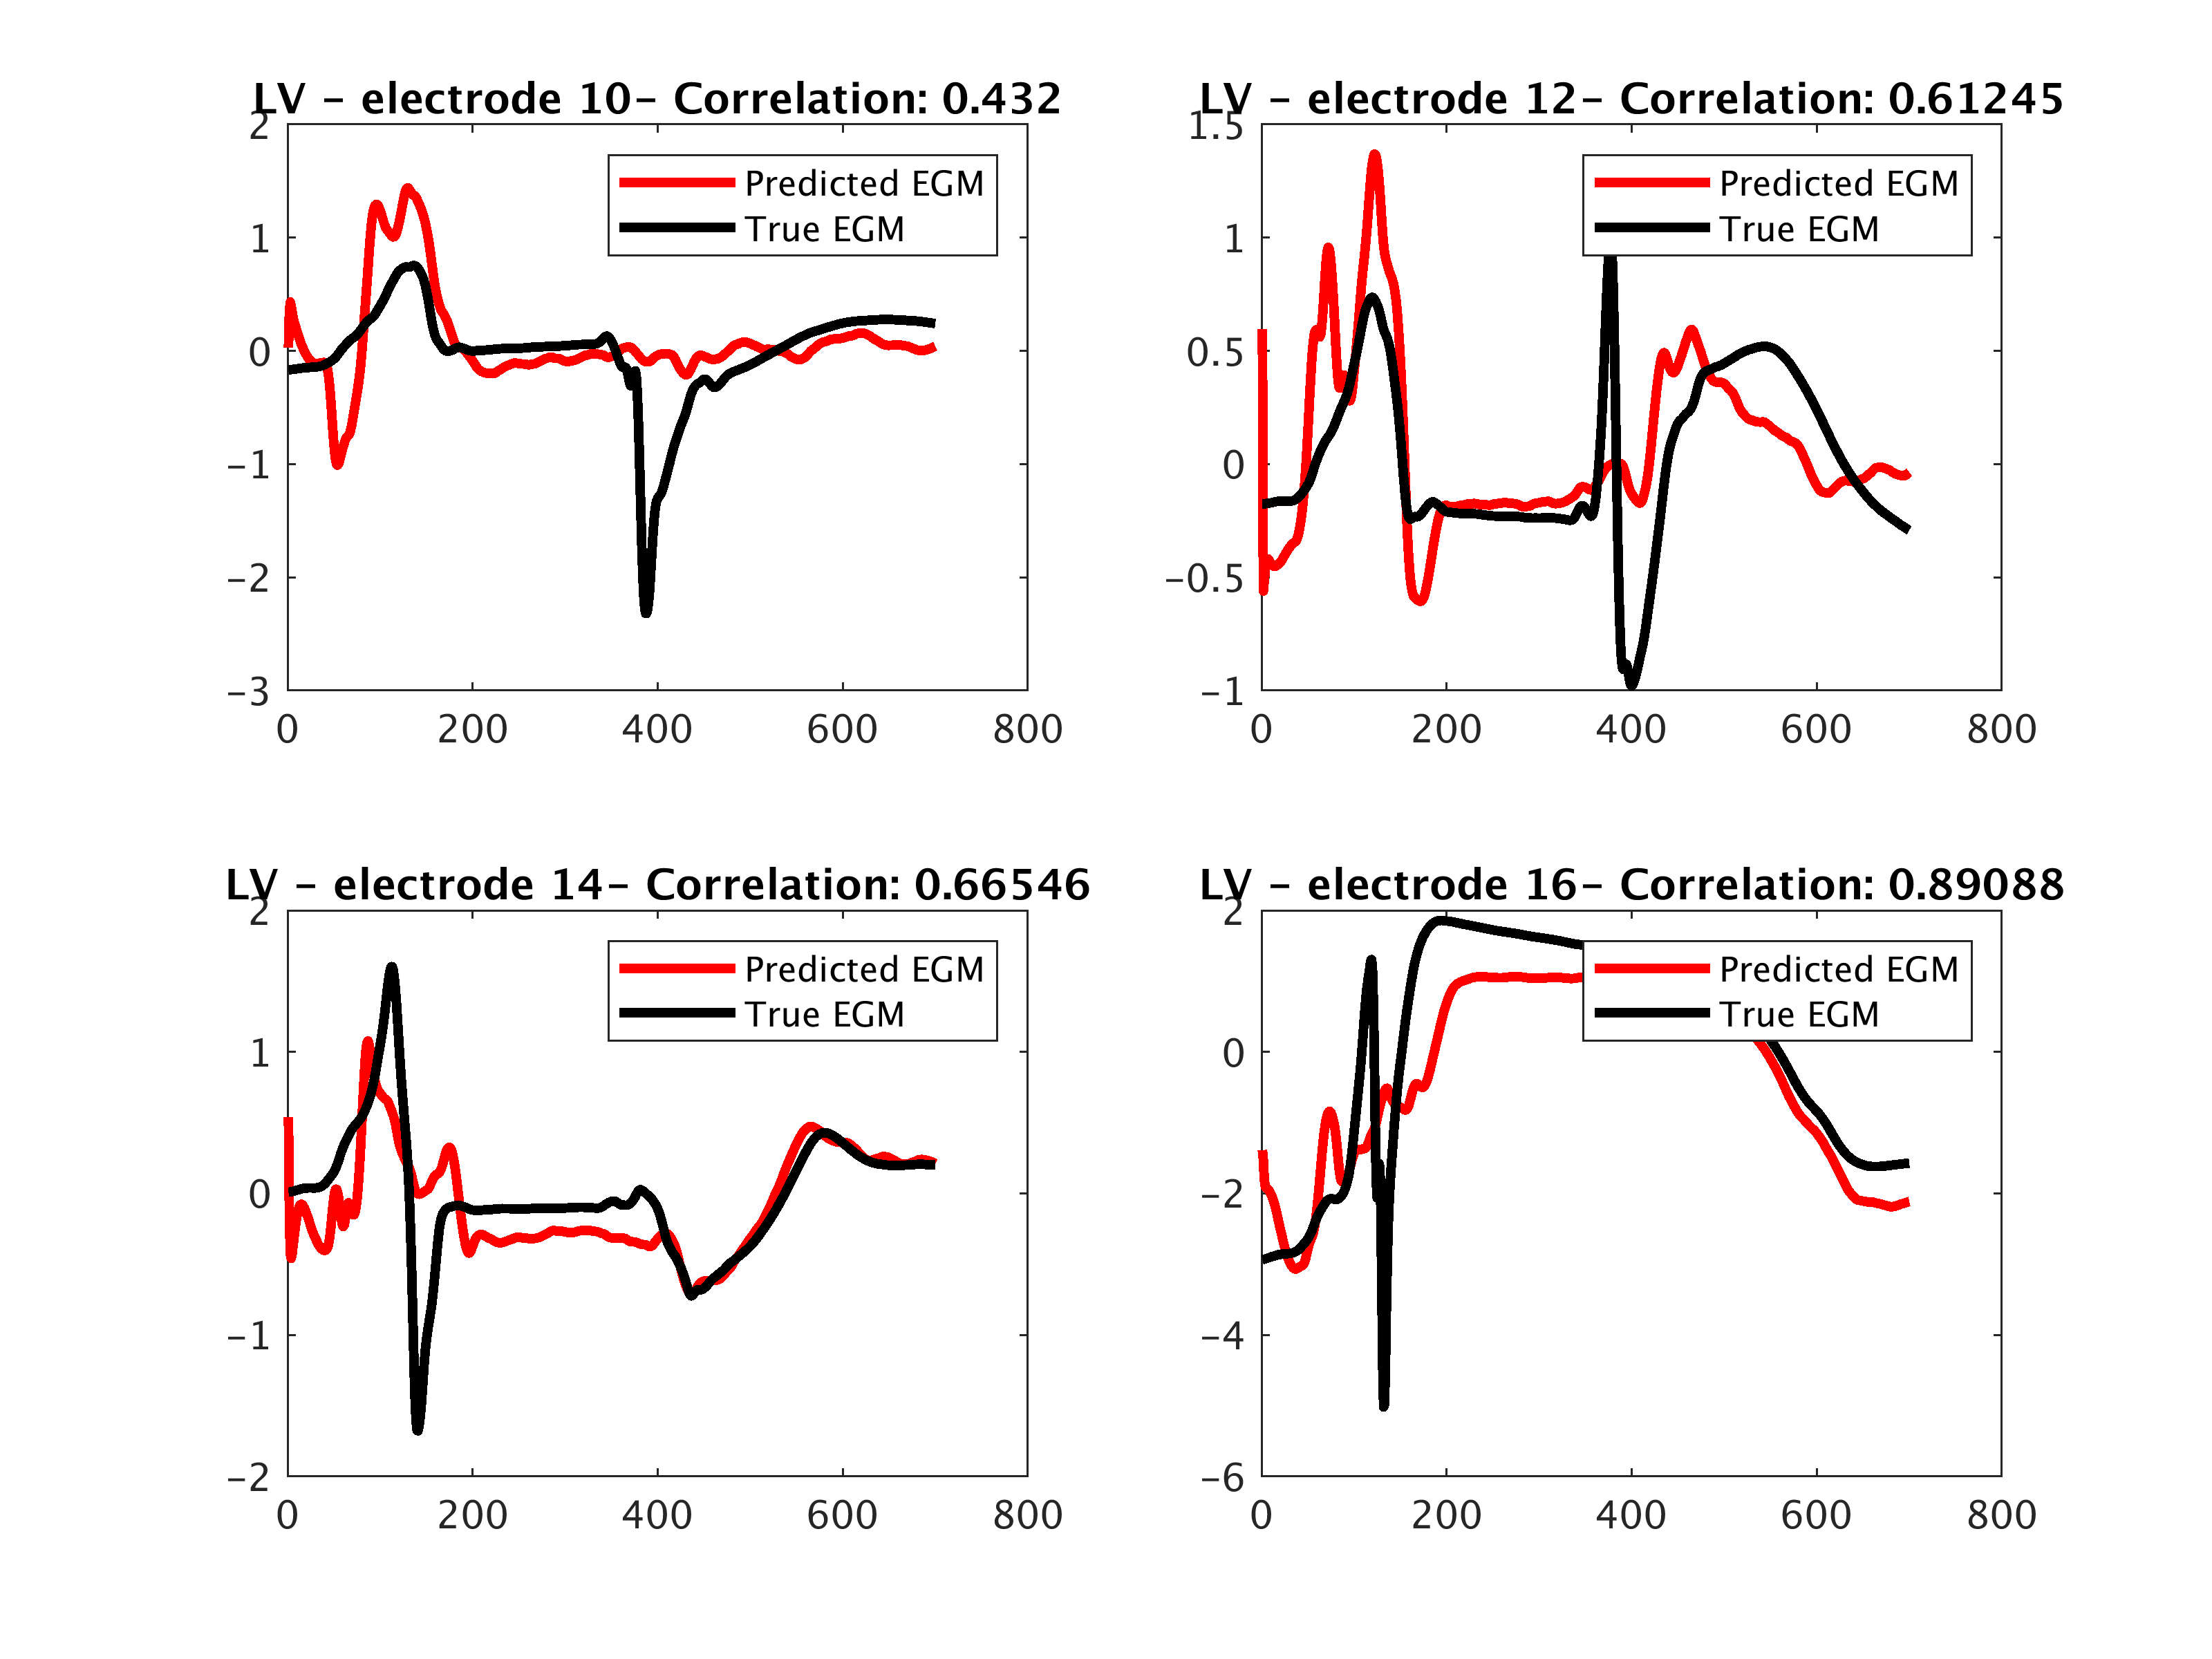 LV - electrode 10- Correlation: 0.432
2
1
0
-1
-2
-3
0 200 400 600 800
Predicted EGM
True EGM
LV - electrode 12- Correlation: 0.61245
1.5
1
0.5
0
-0.5
-1
0 200 400 600 800
Predicted EGM
True EGM
LV - electrode 14- Correlation: 0.66546
2
1
0
-1
-2
0 200 400 600 800
Predicted EGM
True EGM
LV - electrode 16- Correlation: 0.89088
2
0
-2
-4
-6
0 200 400 600 800
Predicted EGM
True EGM